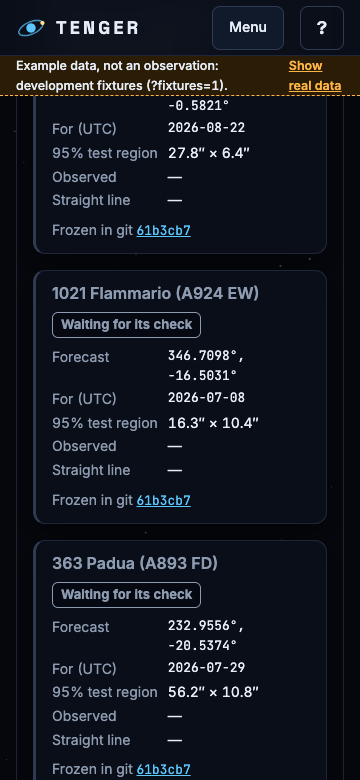 TENGER
Menu
?
Example data, not an observation:
development fixtures (?fixtures=1).
Show
real data
-0.5821°
For (UTC) 2026-08-22
95% test region 27.8″ × 6.4″
Observed —
Straight line —
Frozen in git 61b3cb7
1021 Flammario (A924 EW)
Waiting for its check
Forecast 346.7098°,
-16.5031°
For (UTC) 2026-07-08
95% test region 16.3″ × 10.4″
Observed —
Straight line —
Frozen in git 61b3cb7
363 Padua (A893 FD)
Waiting for its check
Forecast 232.9556°,
-20.5374°
For (UTC) 2026-07-29
95% test region 56.2″ × 10.8″
Observed —
Straight line —
Frozen in git 61b3cb7